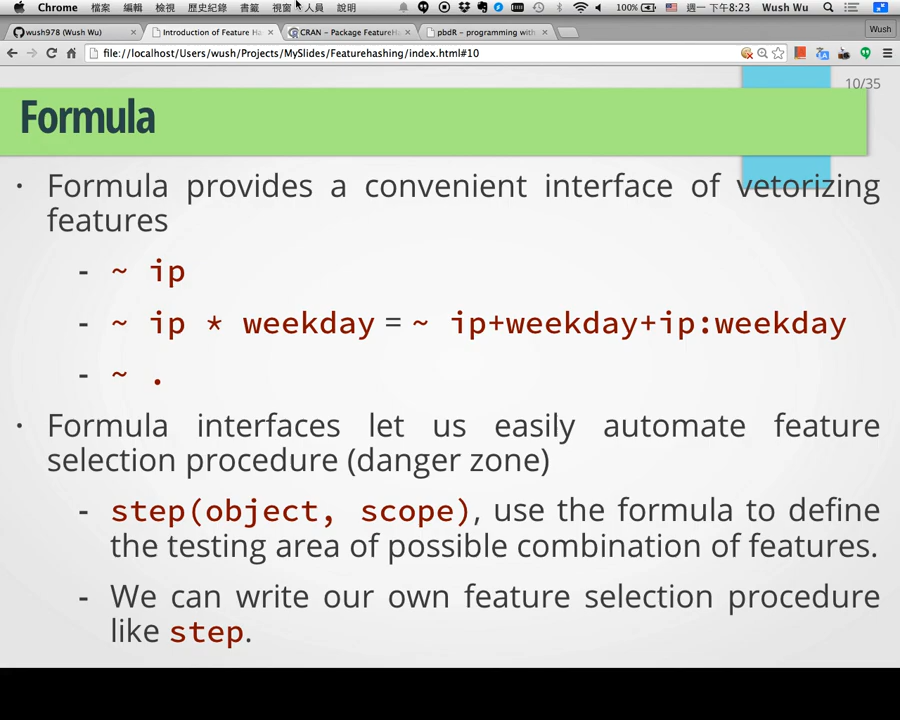 Chrome 檔案 編輯 檢視 歷史紀錄 書籤 視窗 人員 說明 100% 週一 下午8:23 Wush Wu
wush978 (Wush Wu) Introduction of Feature Ha CRAN - Package FeatureH pbdR - programming with Wush
file://localhost/Users/wush/Projects/MySlides/Featurehashing/index.html#10
10/35
Formula
• Formula provides a convenient interface of vetorizing
features
- ~ ip
- ~ ip * weekday = ~ ip+weekday+ip:weekday
- ~ .
• Formula interfaces let us easily automate feature
selection procedure (danger zone)
- step(object, scope), use the formula to define
the testing area of possible combination of features.
- We can write our own feature selection procedure
like step.